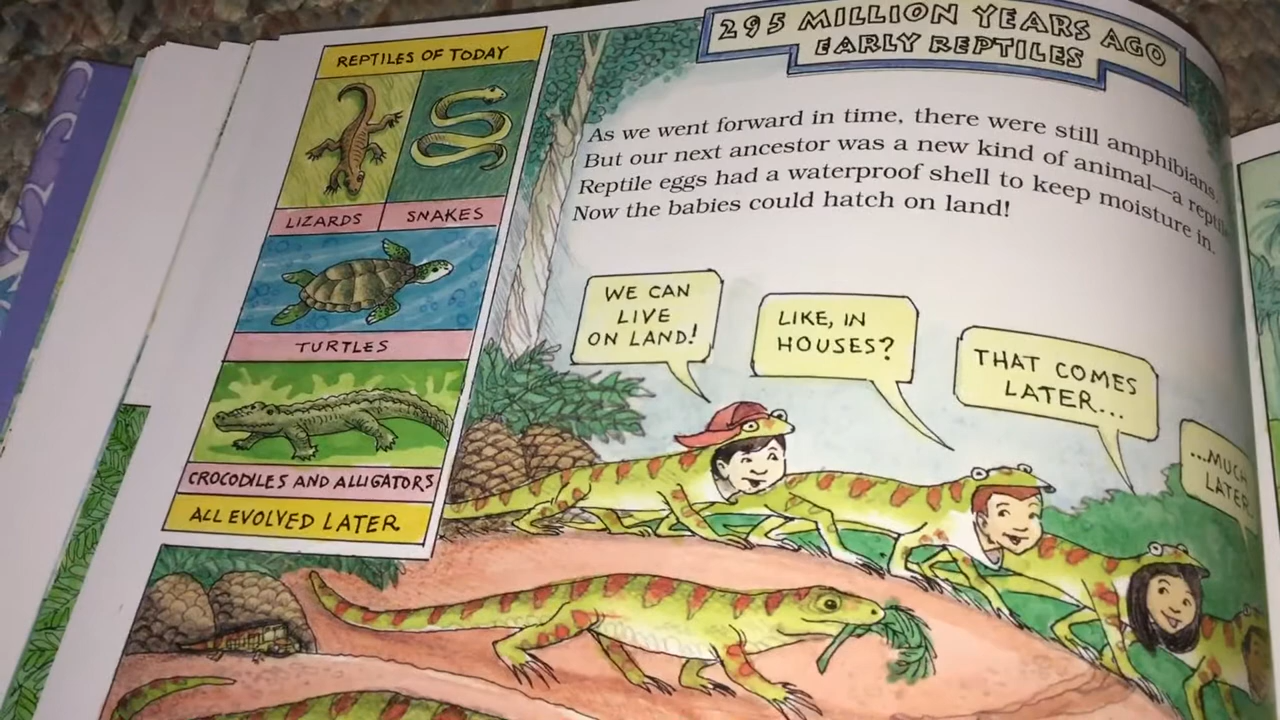 295 MILLION YEARS AGO
EARLY REPTILES
As we went forward in time, there were still amphibians.
But our next ancestor was a new kind of animal—a
Reptile eggs had a waterproof shell to keep moisture in.
Now the babies could hatch on land!
REPTILES OF TODAY
LIZARDS
SNAKES
TURTLES
CROCODILES AND ALLIGATORS
ALL EVOLVED LATER
WE CAN
LIVE
ON LAND!
LIKE, IN
HOUSES?
THAT COMES
LATER...
...MUCH
LATER